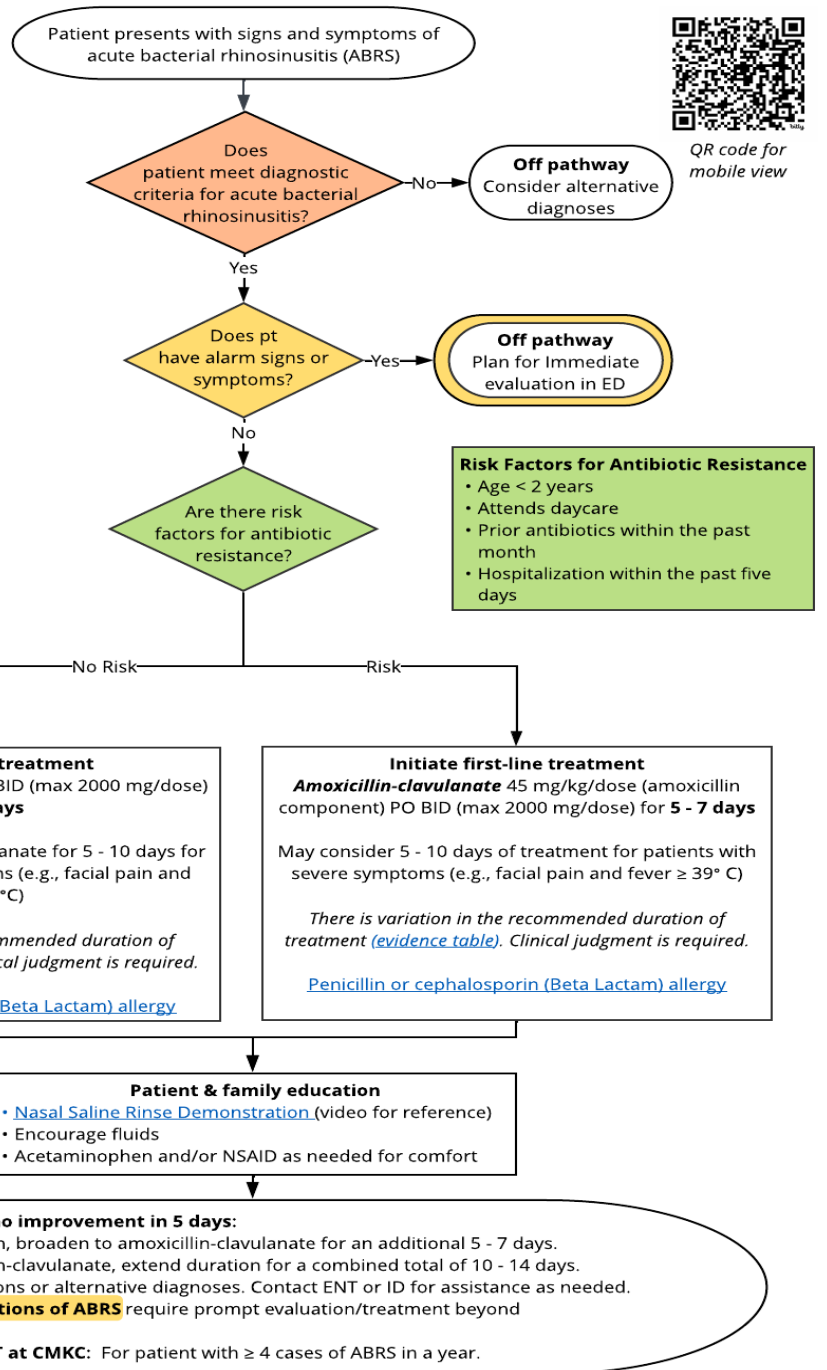 Patient presents with signs and symptoms of
acute bacterial rhinosinusitis (ABRS)
QR code for
mobile view
Does
patient meet diagnostic
criteria for acute bacterial
rhinosinusitis?
No
Off pathway
Consider alternative
diagnoses
Yes
Does pt
have alarm signs or
symptoms?
Yes
Off pathway
Plan for Immediate
evaluation in ED
No
Are there risk
factors for antibiotic
resistance?
Risk Factors for Antibiotic Resistance
• Age < 2 years
• Attends daycare
• Prior antibiotics within the past
month
• Hospitalization within the past five
days
No Risk
Risk
treatment
BID (max 2000 mg/dose)
ays
anate for 5 - 10 days for
ns (e.g., facial pain and
°C)
mmended duration of
cal judgment is required.
(Beta Lactam) allergy
Initiate first-line treatment
Amoxicillin-clavulanate 45 mg/kg/dose (amoxicillin
component) PO BID (max 2000 mg/dose) for 5 - 7 days
May consider 5 - 10 days of treatment for patients with
severe symptoms (e.g., facial pain and fever ≥ 39° C)
There is variation in the recommended duration of
treatment (evidence table). Clinical judgment is required.
Penicillin or cephalosporin (Beta Lactam) allergy
Patient & family education
• Nasal Saline Rinse Demonstration (video for reference)
• Encourage fluids
• Acetaminophen and/or NSAID as needed for comfort
no improvement in 5 days:
n, broaden to amoxicillin-clavulanate for an additional 5 - 7 days.
n-clavulanate, extend duration for a combined total of 10 - 14 days.
ons or alternative diagnoses. Contact ENT or ID for assistance as needed.
tions of ABRS require prompt evaluation/treatment beyond
T at CMKC: For patient with ≥ 4 cases of ABRS in a year.